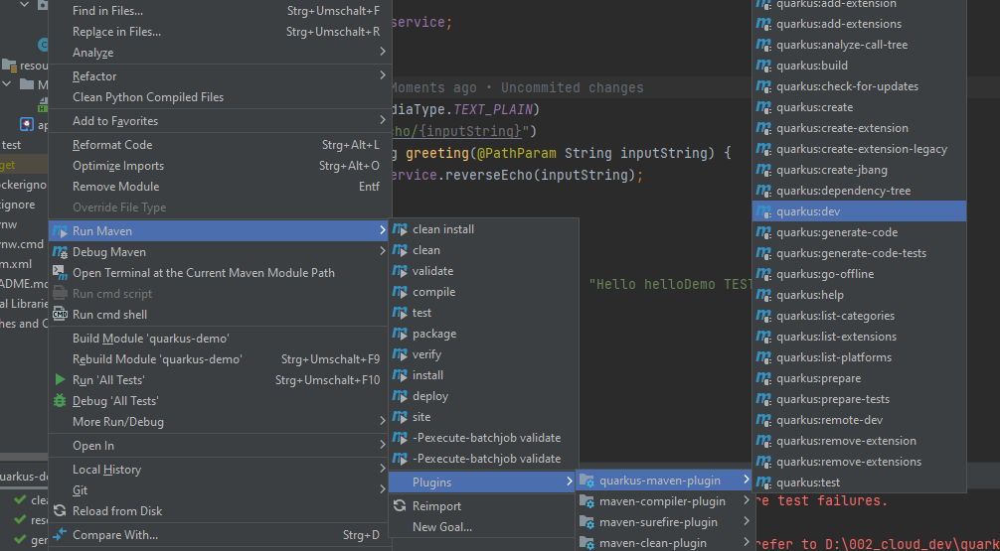 Find in Files... Strg+Umschalt+F
Replace in Files... Strg+Umschalt+R
Analyze
Refactor
Clean Python Compiled Files
Add to Favorites
Reformat Code Strg+Alt+L
Optimize Imports Strg+Alt+O
Remove Module Entf
Override File Type
Run Maven
Debug Maven
Open Terminal at the Current Maven Module Path
Run cmd script
Run cmd shell
Build Module 'quarkus-demo'
Rebuild Module 'quarkus-demo' Strg+Umschalt+F9
Run 'All Tests' Strg+Umschalt+F10
Debug 'All Tests'
More Run/Debug
Open In
Local History
Git
Reload from Disk
Compare With... Strg+D
clean install
clean
validate
compile
test
package
verify
install
deploy
site
-Pexecute-batchjob validate
-Pexecute-batchjob validate
Plugins
Reimport
New Goal...
quarkus-maven-plugin
maven-compiler-plugin
maven-surefire-plugin
maven-clean-plugin
quarkus:add-extension
quarkus:add-extensions
quarkus:analyze-call-tree
quarkus:build
quarkus:check-for-updates
quarkus:create
quarkus:create-extension
quarkus:create-extension-legacy
quarkus:create-jbang
quarkus:dependency-tree
quarkus:dev
quarkus:generate-code
quarkus:generate-code-tests
quarkus:go-offline
quarkus:help
quarkus:list-categories
quarkus:list-extensions
quarkus:list-platforms
quarkus:prepare
quarkus:prepare-tests
quarkus:remote-dev
quarkus:remove-extension
quarkus:remove-extensions
quarkus:test
service;
Moments ago • Uncommited changes
diaType.TEXT_PLAIN)
ho/{inputString}")
g greeting(@PathParam String inputString) {
service.reverseEcho(inputString);
"Hello helloDemo TES
re test failures.
refer to D:\002_cloud_dev\quark
resou
M
ap
test
get
ockerigno
ignore
nw
nw.cmd
m.xml
ADME.mo
al Librarie
hes and C
uarkus-d
clea
reso
gen